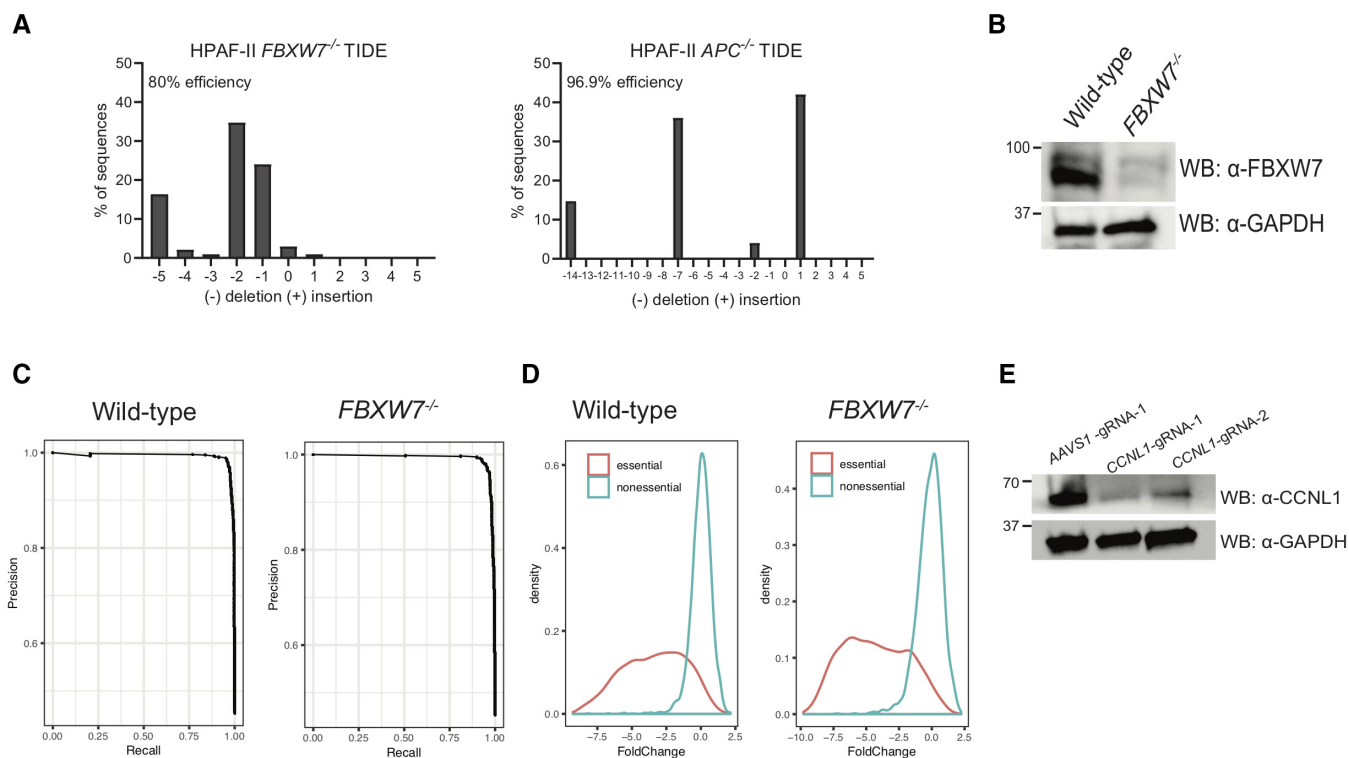 A
HPAF-II FBXW7-/- TIDE
80% efficiency
% of sequences
50
40
30
20
10
0
-5 -4 -3 -2 -1 0 1 2 3 4 5
(-) deletion (+) insertion
HPAF-II APC-/- TIDE
96.9% efficiency
% of sequences
50
40
30
20
10
0
-14 -13 -12 -11 -10 -9 -8 -7 -6 -5 -4 -3 -2 -1 0 1 2 3 4 5
(-) deletion (+) insertion
B
Wild-type
FBXW7-/-
100
WB: α-FBXW7
37
WB: α-GAPDH
C
Wild-type
Precision
1.0
0.8
0.6
0.00 0.25 0.50 0.75 1.00
Recall
FBXW7-/-
Precision
1.0
0.8
0.6
0.00 0.25 0.50 0.75 1.00
Recall
D
Wild-type
essential
nonessential
density
0.6
0.4
0.2
0.0
-7.5 -5.0 -2.5 0.0 2.5
FoldChange
FBXW7-/-
essential
nonessential
density
0.4
0.3
0.2
0.1
0.0
-10.0 -7.5 -5.0 -2.5 0.0 2.5
FoldChange
E
AAVS1 -gRNA-1
CCNL1-gRNA-1
CCNL1-gRNA-2
70
WB: α-CCNL1
37
WB: α-GAPDH